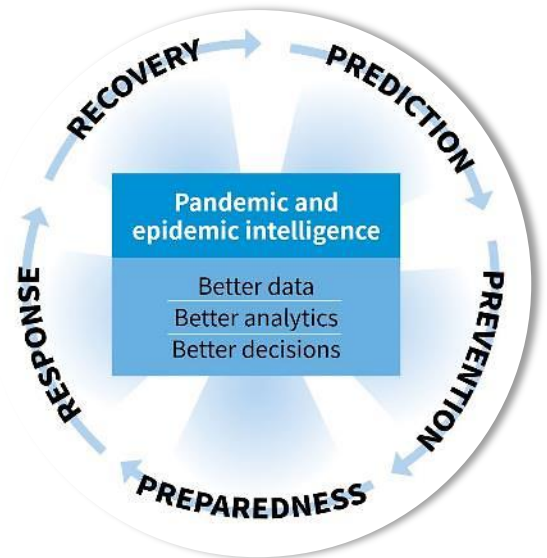 RECOVERY
PREDICTION
PREVENTION
PREPAREDNESS
RESPONSE
Pandemic and
epidemic intelligence
Better data
Better analytics
Better decisions